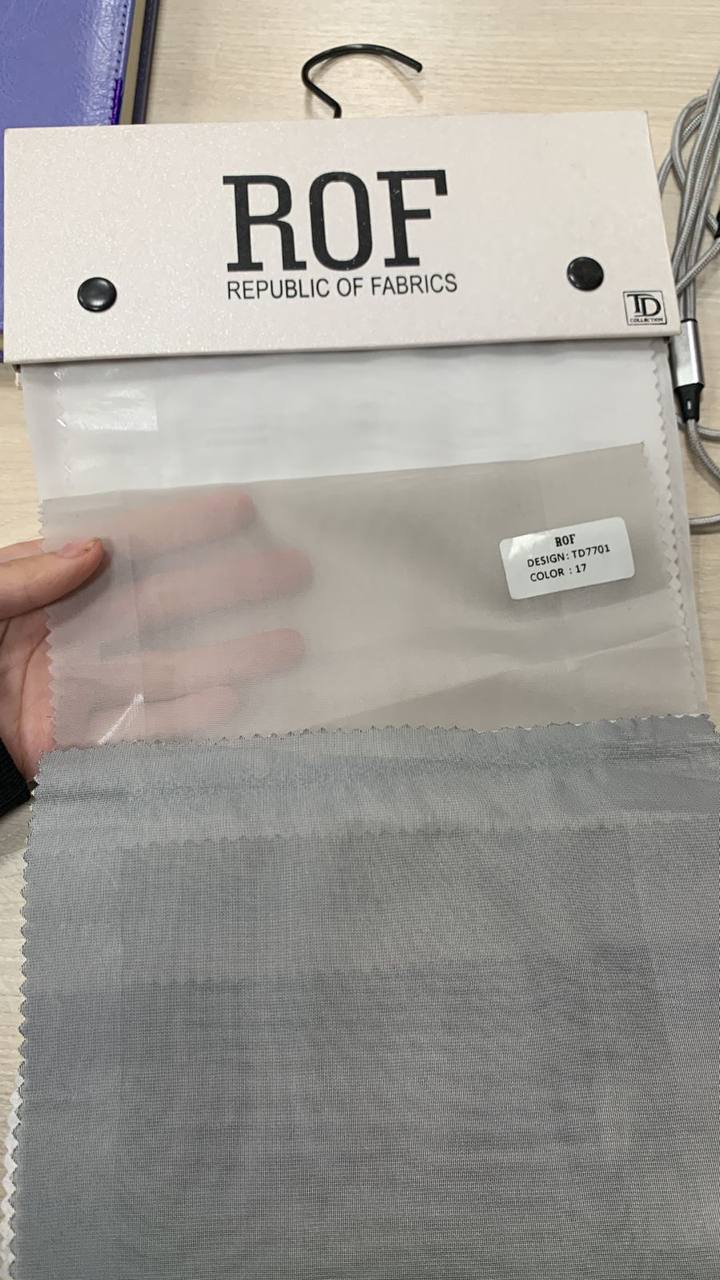 ROF
REPUBLIC OF FABRICS
TD
COLLECTION
ROF
DESIGN: TD7701
COLOR : 17